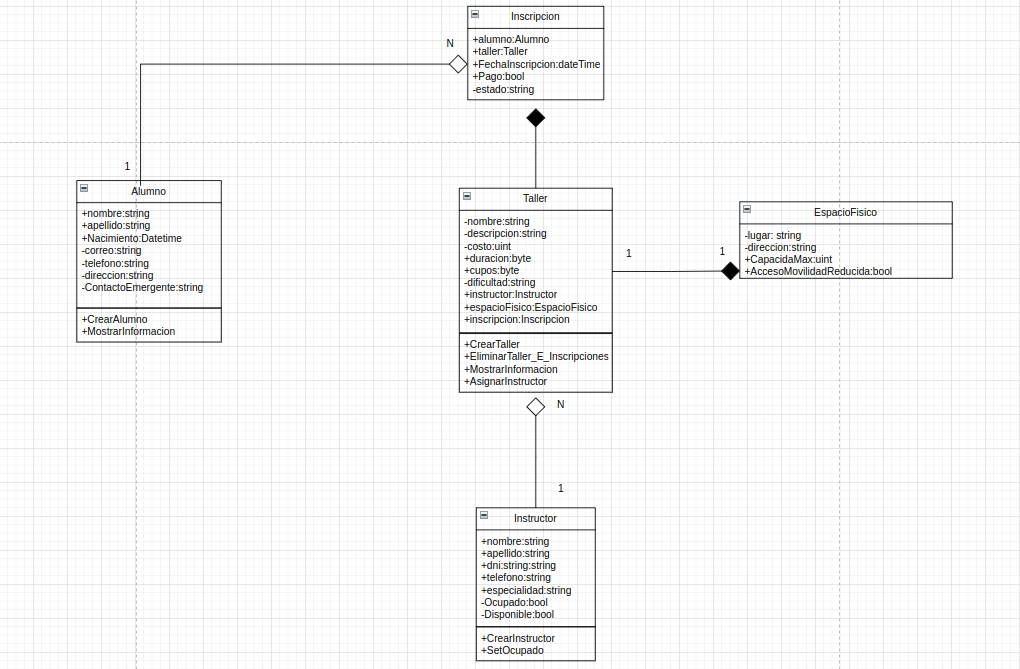 Inscripcion
+alumno:Alumno
+taller:Taller
+FechaInscripcion:dateTime
+Pago:bool
-estado:string
N
1
Alumno
+nombre:string
+apellido:string
+Nacimiento:Datetime
-correo:string
-telefono:string
-direccion:string
-ContactoEmergente:string
+CrearAlumno
+MostrarInformacion
Taller
-nombre:string
-descripcion:string
-costo:uint
+duracion:byte
+cupos:byte
-dificultad:string
+instructor:Instructor
+espacioFisico:EspacioFisico
+inscripcion:Inscripcion
+CrearTaller
+EliminarTaller_E_Inscripciones
+MostrarInformacion
+AsignarInstructor
1
1
EspacioFisico
-lugar: string
-direccion:string
+CapacidaMax:uint
+AccesoMovilidadReducida:bool
N
1
Instructor
+nombre:string
+apellido:string
+dni:string:string
+telefono:string
+especialidad:string
-Ocupado:bool
-Disponible:bool
+CrearInstructor
+SetOcupado